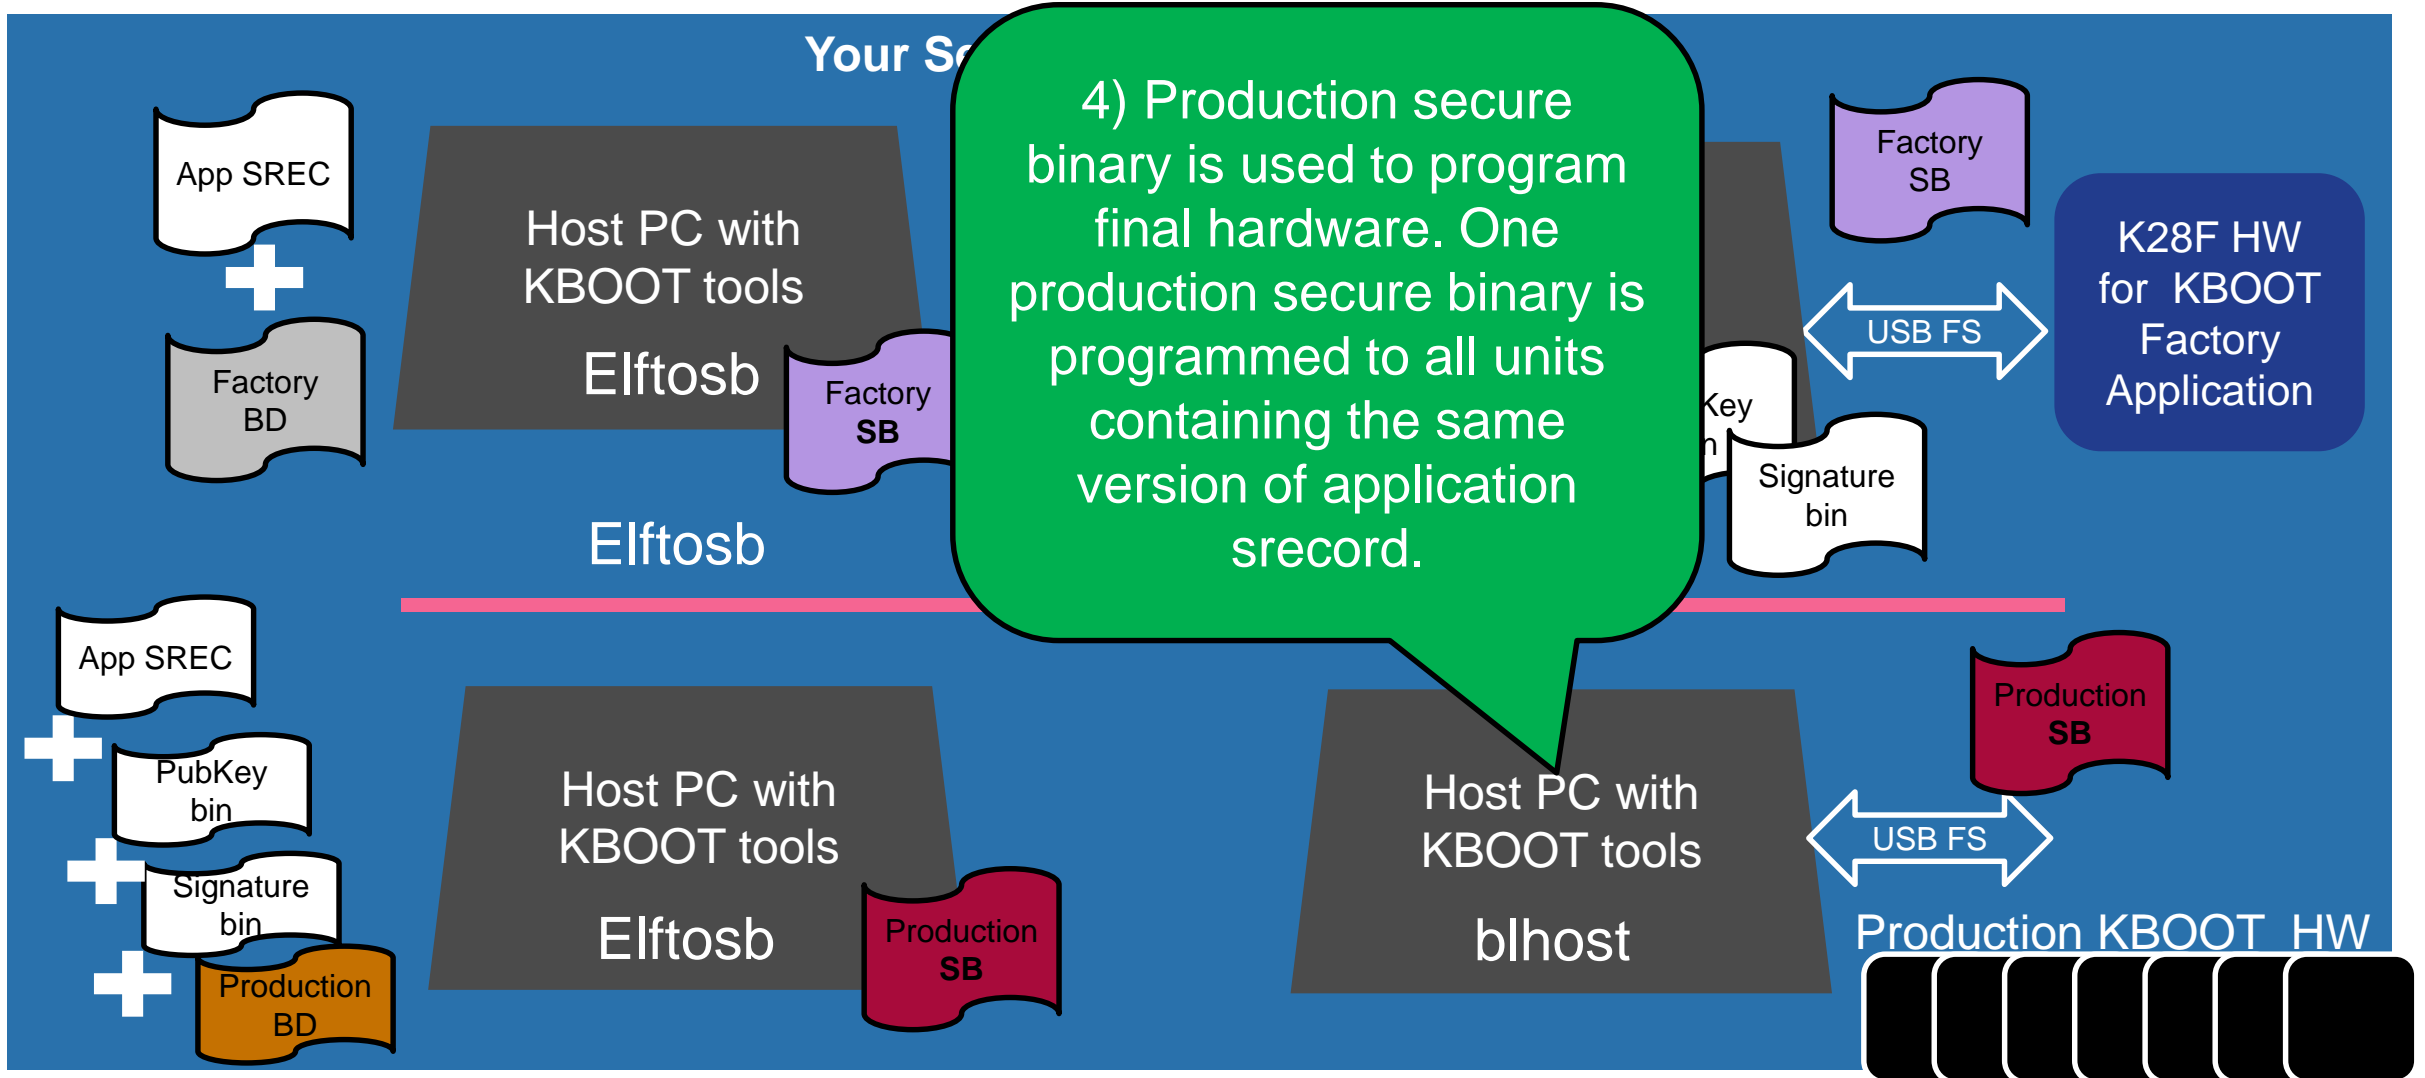 Your Se
4) Production secure
binary is used to program
final hardware. One
production secure binary is
programmed to all units
containing the same
version of application
srecord.
App SREC
Factory
BD
Host PC with
KBOOT tools
Elftosb
Factory
SB
Elftosb
Key
n
Signature
bin
Factory
SB
USB FS
K28F HW
for KBOOT
Factory
Application
App SREC
PubKey
bin
Signature
bin
Production
BD
Host PC with
KBOOT tools
Elftosb
Production
SB
Host PC with
KBOOT tools
blhost
Production
SB
USB FS
Production KBOOT HW